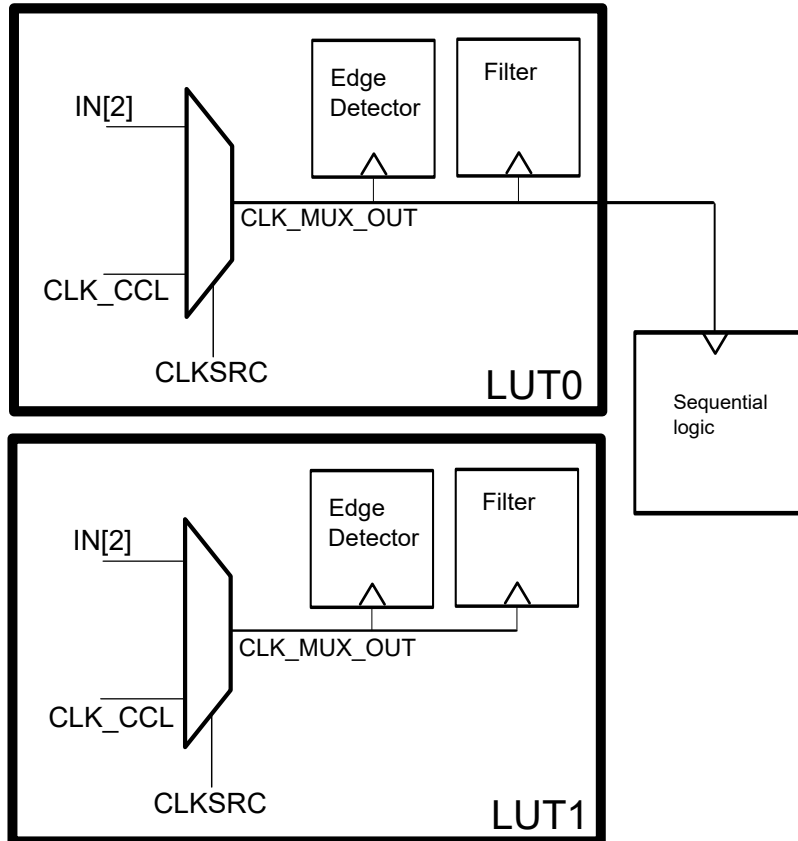 Edge
Detector
Filter
IN[2]
CLK_MUX_OUT
CLK_CCL
CLKSRC
LUT0
Sequential
logic
Edge
Detector
Filter
IN[2]
CLK_MUX_OUT
CLK_CCL
CLKSRC
LUT1